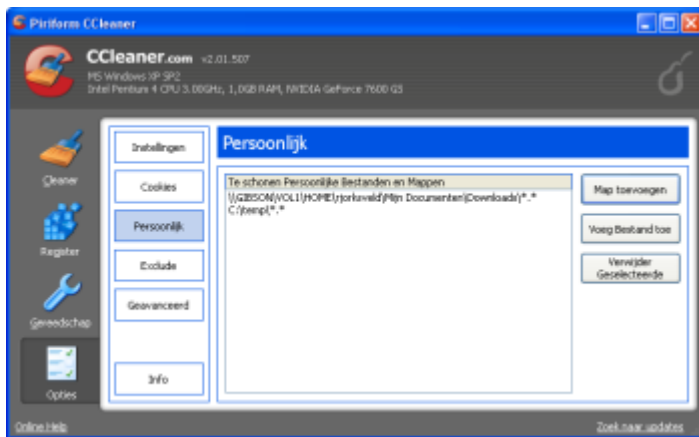 Piriform CCleaner
CCleaner.com v2.01.507
MS Windows XP SP2
Intel Pentium 4 CPU 3.00GHz, 1,0GB RAM, NVIDIA GeForce 7600 GS
Cleaner
Register
Gereedschap
Opties
Instellingen
Cookies
Persoonlijk
Exclude
Geavanceerd
Info
Persoonlijk
Te schonen Persoonlijke Bestanden en Mappen
\\GIBSON\VOL1\HOME\rjorksveld\Mijn Documenten\Downloads\*.*
C:\temp\*.*
Map toevoegen
Voeg Bestand toe
Verwijder
Geselecteerde
Online Help
Zoek naar updates